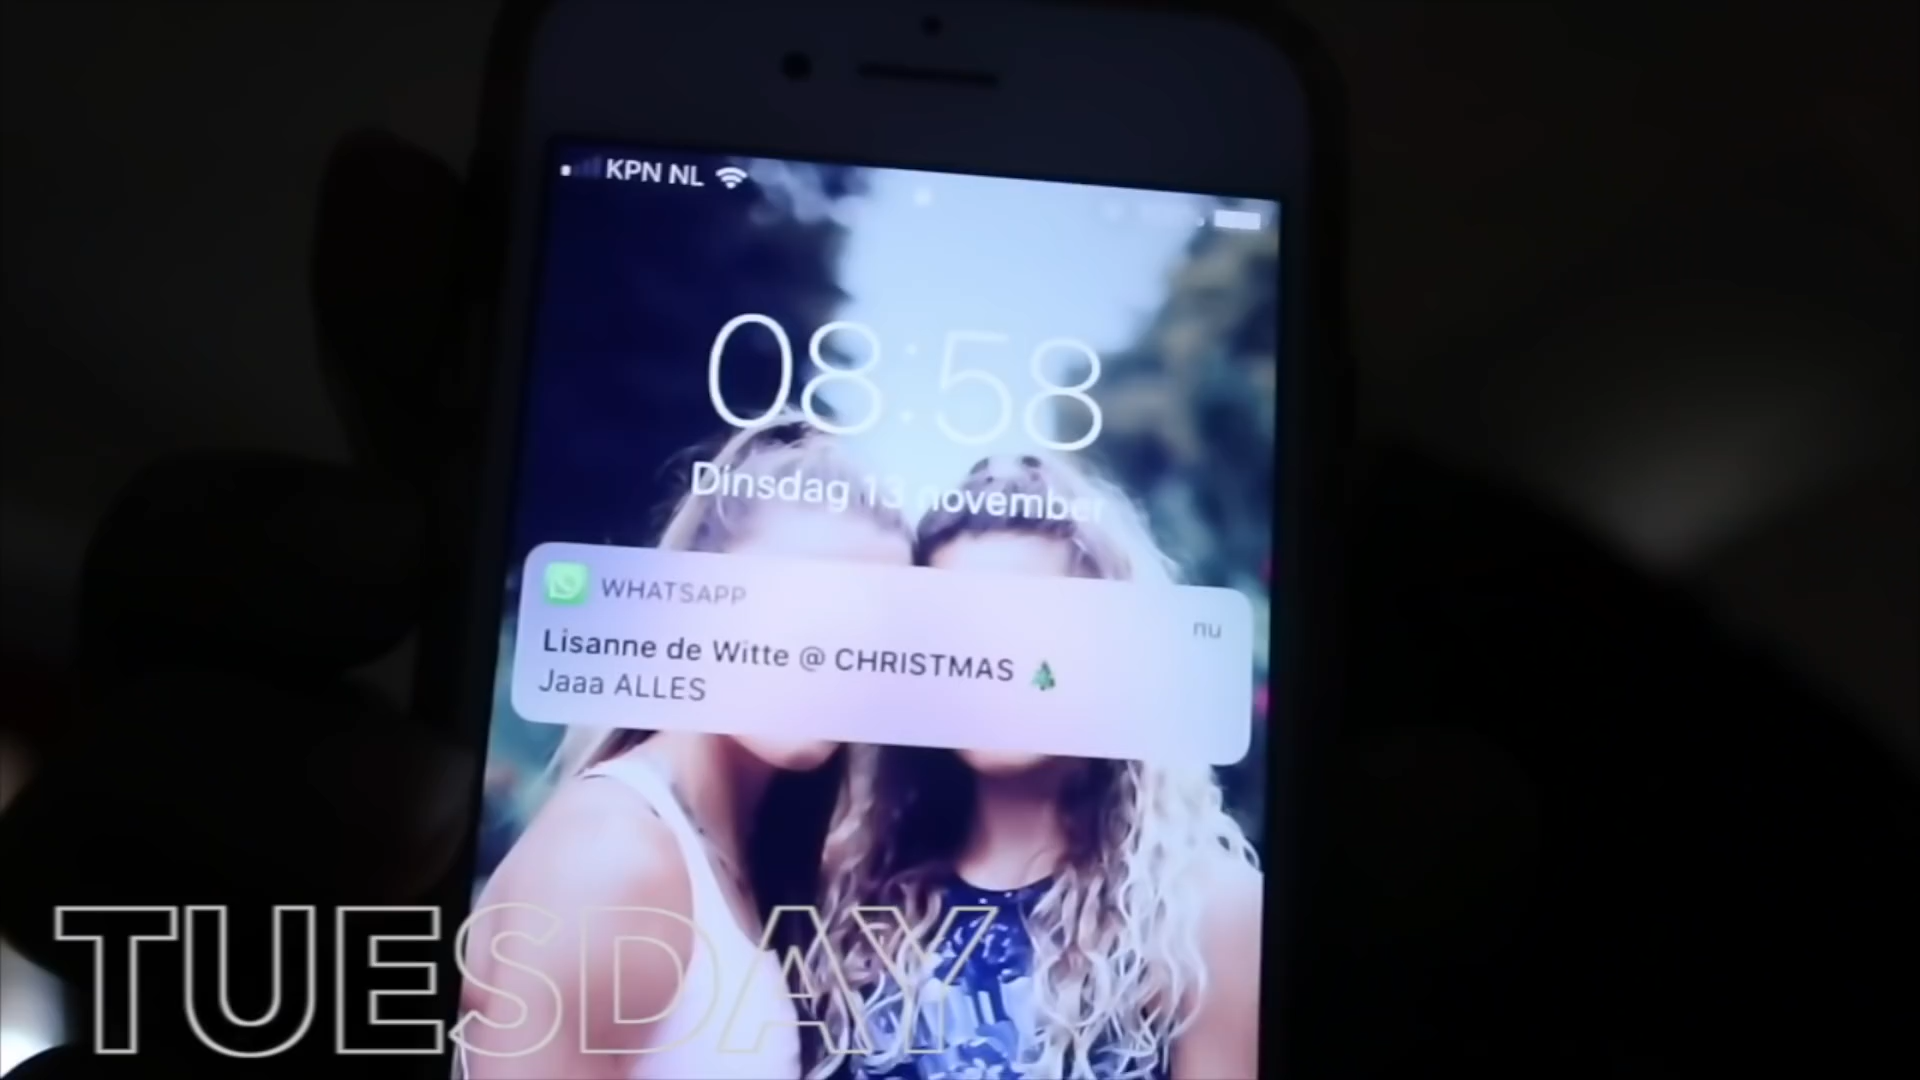 KPN NL
08:58
Dinsdag 13 november
WHATSAPP
nu
Lisanne de Witte @ CHRISTMAS 🎄
Jaaa ALLES
TUESDAY